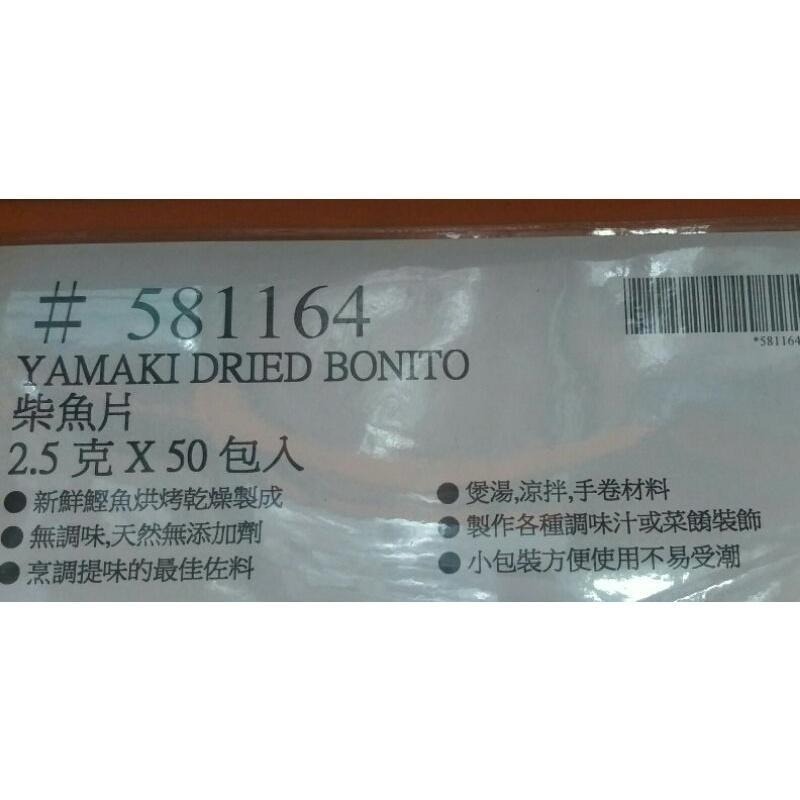 # 581164
*581164
YAMAKI DRIED BONITO
柴魚片
2.5 克 X 50 包入
●新鮮鰹魚烘烤乾燥製成
●無調味,天然無添加劑
●烹調提味的最佳佐料
●煲湯,涼拌,手卷材料
●製作各種調味汁或菜餚裝飾
●小包裝方便使用不易受潮